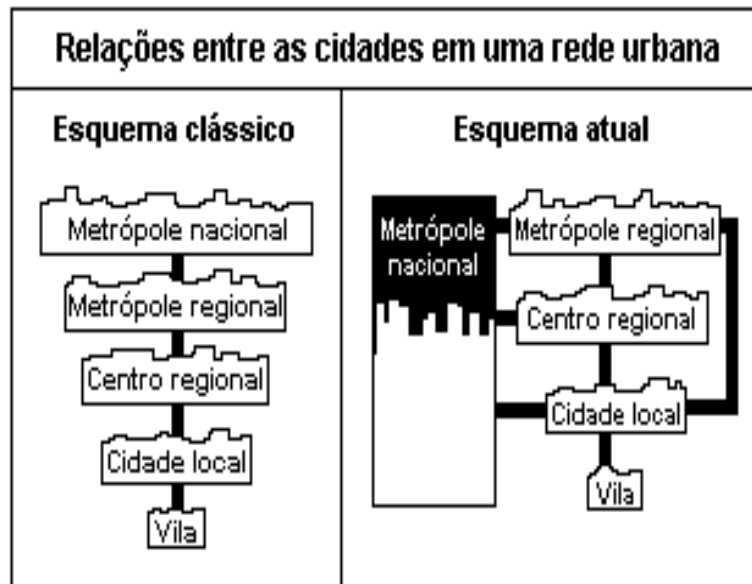 Relações entre as cidades em uma rede urbana
Esquema clássico
Metrópole nacional
Metrópole regional
Centro regional
Cidade local
Vila
Esquema atual
Metrópole
nacional
Metrópole regional
Centro regional
Cidade local
Vila